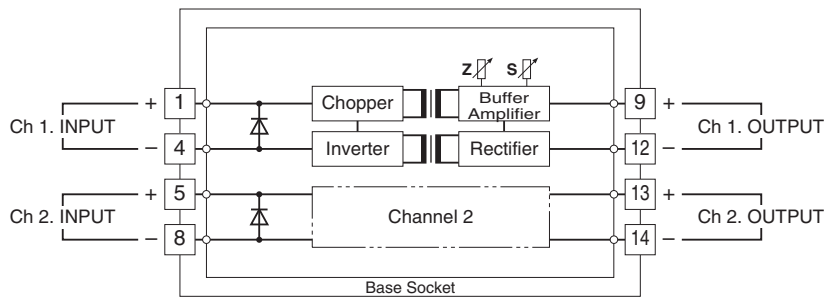 Z S
+ 1 Chopper Buffer Amplifier 9 +
Ch 1. INPUT Ch 1. OUTPUT
− 4 Inverter Rectifier 12 −
+ 5 13 +
Ch 2. INPUT Channel 2 Ch 2. OUTPUT
− 8 14 −
Base Socket